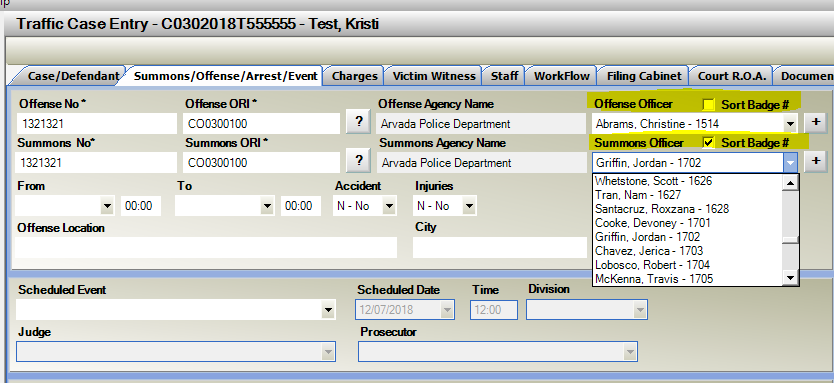 Traffic Case Entry - C0302018T555555 - Test, Kristi
Case/Defendant Summons/Offense/Arrest/Event Charges Victim Witness Staff WorkFlow Filing Cabinet Court R.O.A. Documen
Offense No * Offense ORI * Offense Agency Name Offense Officer Sort Badge #
1321321 CO0300100 ? Arvada Police Department Abrams, Christine - 1514 +
Summons No* Summons ORI * Summons Agency Name Summons Officer Sort Badge #
1321321 CO0300100 ? Arvada Police Department Griffin, Jordan - 1702 +
From To Accident Injuries
00:00 00:00 N - No N - No
Offense Location City
Whetstone, Scott - 1626
Tran, Nam - 1627
Santacruz, Roxzana - 1628
Cooke, Devoney - 1701
Griffin, Jordan - 1702
Chavez, Jerica - 1703
Lobosco, Robert - 1704
McKenna, Travis - 1705
Scheduled Event Scheduled Date Time Division
12/07/2018 12:00
Judge Prosecutor